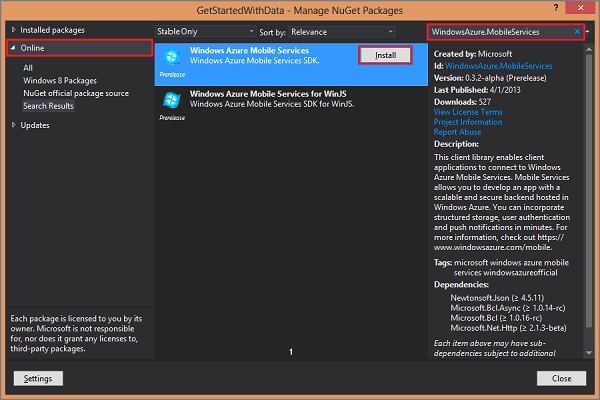 GetStartedWithData - Manage NuGet Packages
?
Installed packages
Online
All
Windows 8 Packages
NuGet official package source
Search Results
Updates
Each package is licensed to you by its
owner. Microsoft is not responsible
for, nor does it grant any licenses to,
third-party packages.
Settings
Stable Only
Sort by: Relevance
Windows Azure Mobile Services
Windows Azure Mobile Services SDK.
Prerelease
Install
Windows Azure Mobile Services for WinJS
Windows Azure Mobile Services SDK for WinJS.
Prerelease
1
WindowsAzure.MobileServices
Created by: Microsoft
Id: WindowsAzure.MobileServices
Version: 0.3.2-alpha (Prerelease)
Last Published: 4/1/2013
Downloads: 527
View License Terms
Project Information
Report Abuse
Description:
This client library enables client
applications to connect to Windows
Azure Mobile Services. Mobile Services
allows you to develop an app with a
scalable and secure backend hosted in
Windows Azure. You can incorporate
structured storage, user authentication
and push notifications in minutes. For
more information, check out https://
www.windowsazure.com/mobile.
Tags: microsoft windows azure mobile
services windowsazureofficial
Dependencies:
Newtonsoft.Json (≥ 4.5.11)
Microsoft.Bcl.Async (≥ 1.0.14-rc)
Microsoft.Bcl (≥ 1.0.16-rc)
Microsoft.Net.Http (≥ 2.1.3-beta)
Each item above may have sub-
dependencies subject to additional
Close